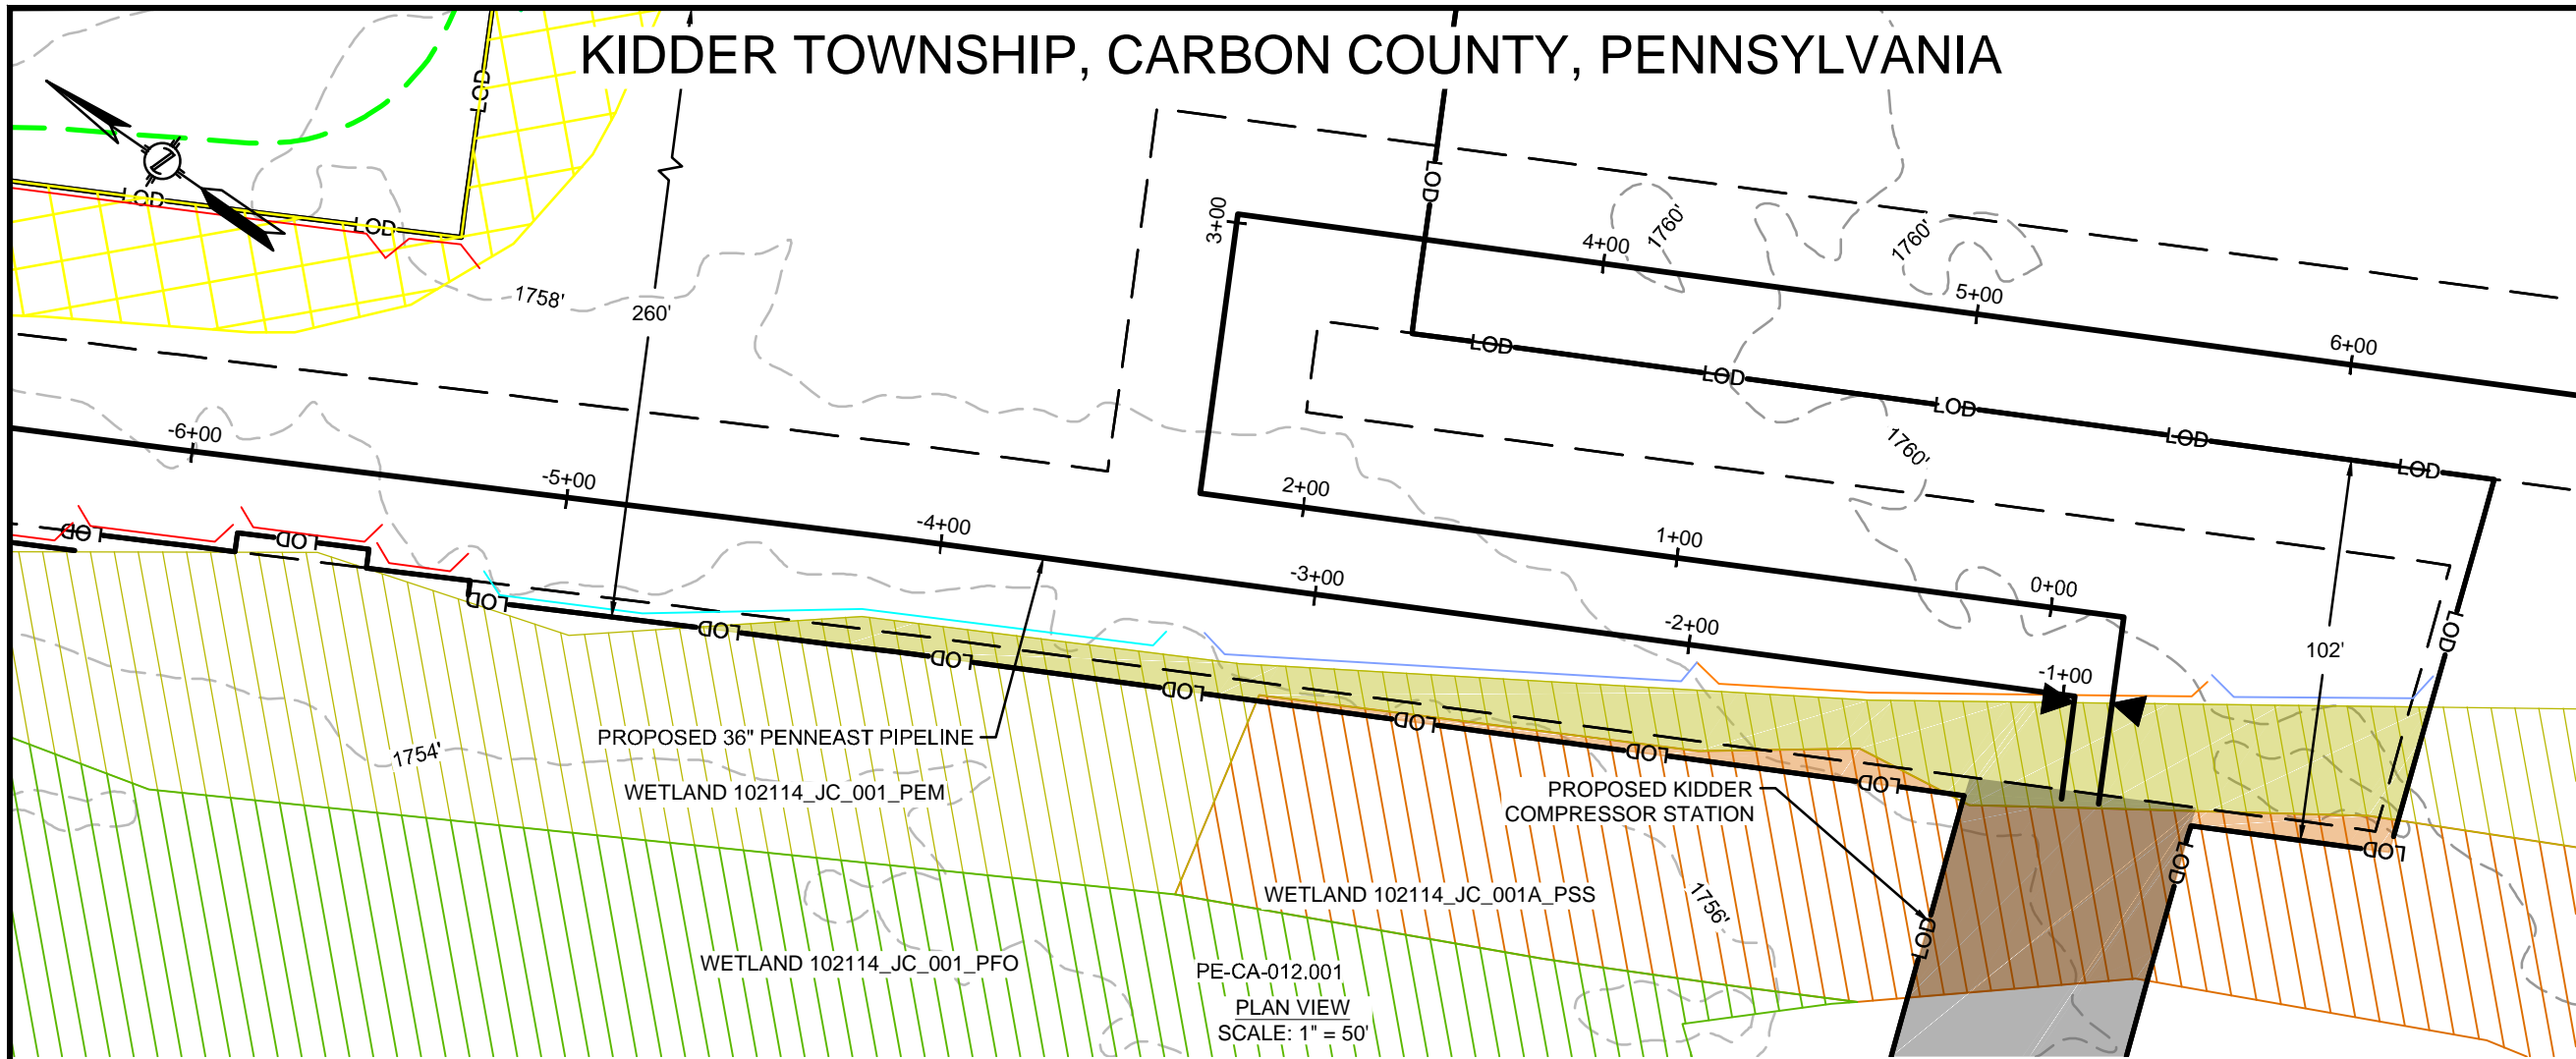 KIDDER TOWNSHIP, CARBON COUNTY, PENNSYLVANIA
LOD
LOD
LOD
LOD
3+00
4+00
1760'
1760'
5+00
6+00
1758'
260'
LOD
LOD
LOD
LOD
LOD
-6+00
-5+00
-4+00
-3+00
-2+00
-1+00
2+00
1+00
0+00
1760'
LOD
LOD
LOD
LOD
LOD
LOD
LOD
LOD
LOD
LOD
102'
PROPOSED 36" PENNEAST PIPELINE
1754'
WETLAND 102114_JC_001_PEM
PROPOSED KIDDER
COMPRESSOR STATION
LOD
LOD
WETLAND 102114_JC_001A_PSS
1756'
LOD
WETLAND 102114_JC_001_PFO
PE-CA-012.001
PLAN VIEW
SCALE: 1" = 50'